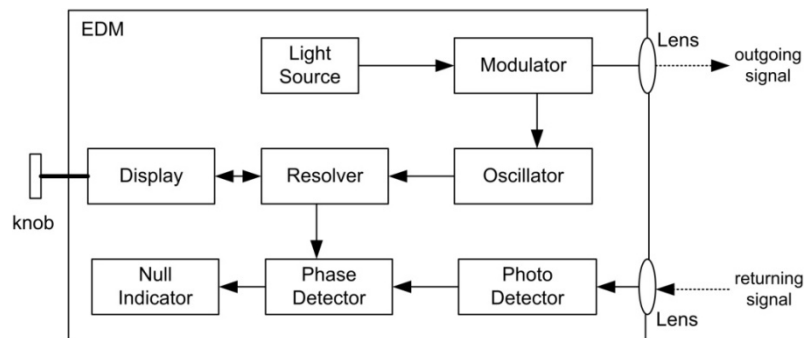 EDM
Lens
Light
Source
Modulator
outgoing
signal
Display
Resolver
Oscillator
knob
Null
Indicator
Phase
Detector
Photo
Detector
returning
signal
Lens